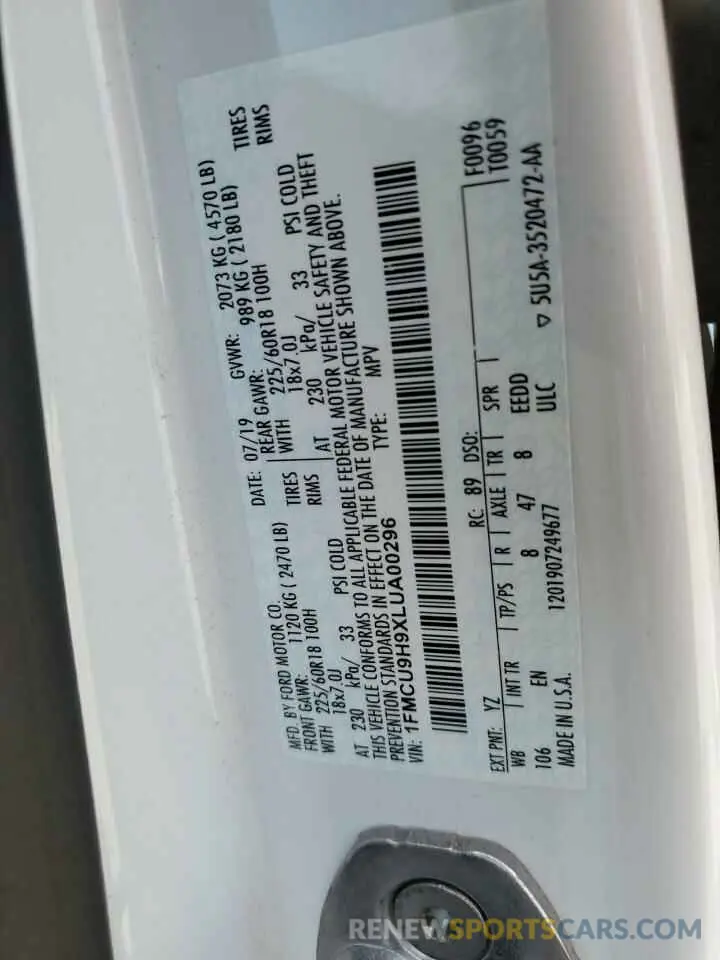 MFD. BY FORD MOTOR CO.
DATE: 07/19 GVWR: 2073 KG ( 4570 LB)
FRONT GAWR: 1120 KG ( 2470 LB)
REAR GAWR: 989 KG ( 2180 LB)
WITH 225/60R18 100H TIRES
WITH 225/60R18 100H TIRES
18x7.0J RIMS
18x7.0J RIMS
AT 230 kPa/ 33 PSI COLD
AT 230 kPa/ 33 PSI COLD
THIS VEHICLE CONFORMS TO ALL APPLICABLE FEDERAL MOTOR VEHICLE SAFETY AND THEFT
PREVENTION STANDARDS IN EFFECT ON THE DATE OF MANUFACTURE SHOWN ABOVE.
VIN: 1FMCU9H9XLUA00296 TYPE: MPV
F0096
EXT PNT: YZ RC: 89 DSO: T0059
WB INT TR TP/PS R AXLE TR SPR
106 EN 8 47 8 EEDD
MADE IN U.S.A. 1201907249677 ULC
5U5A-3520472-AA
RENEWSPORTSCARS.COM